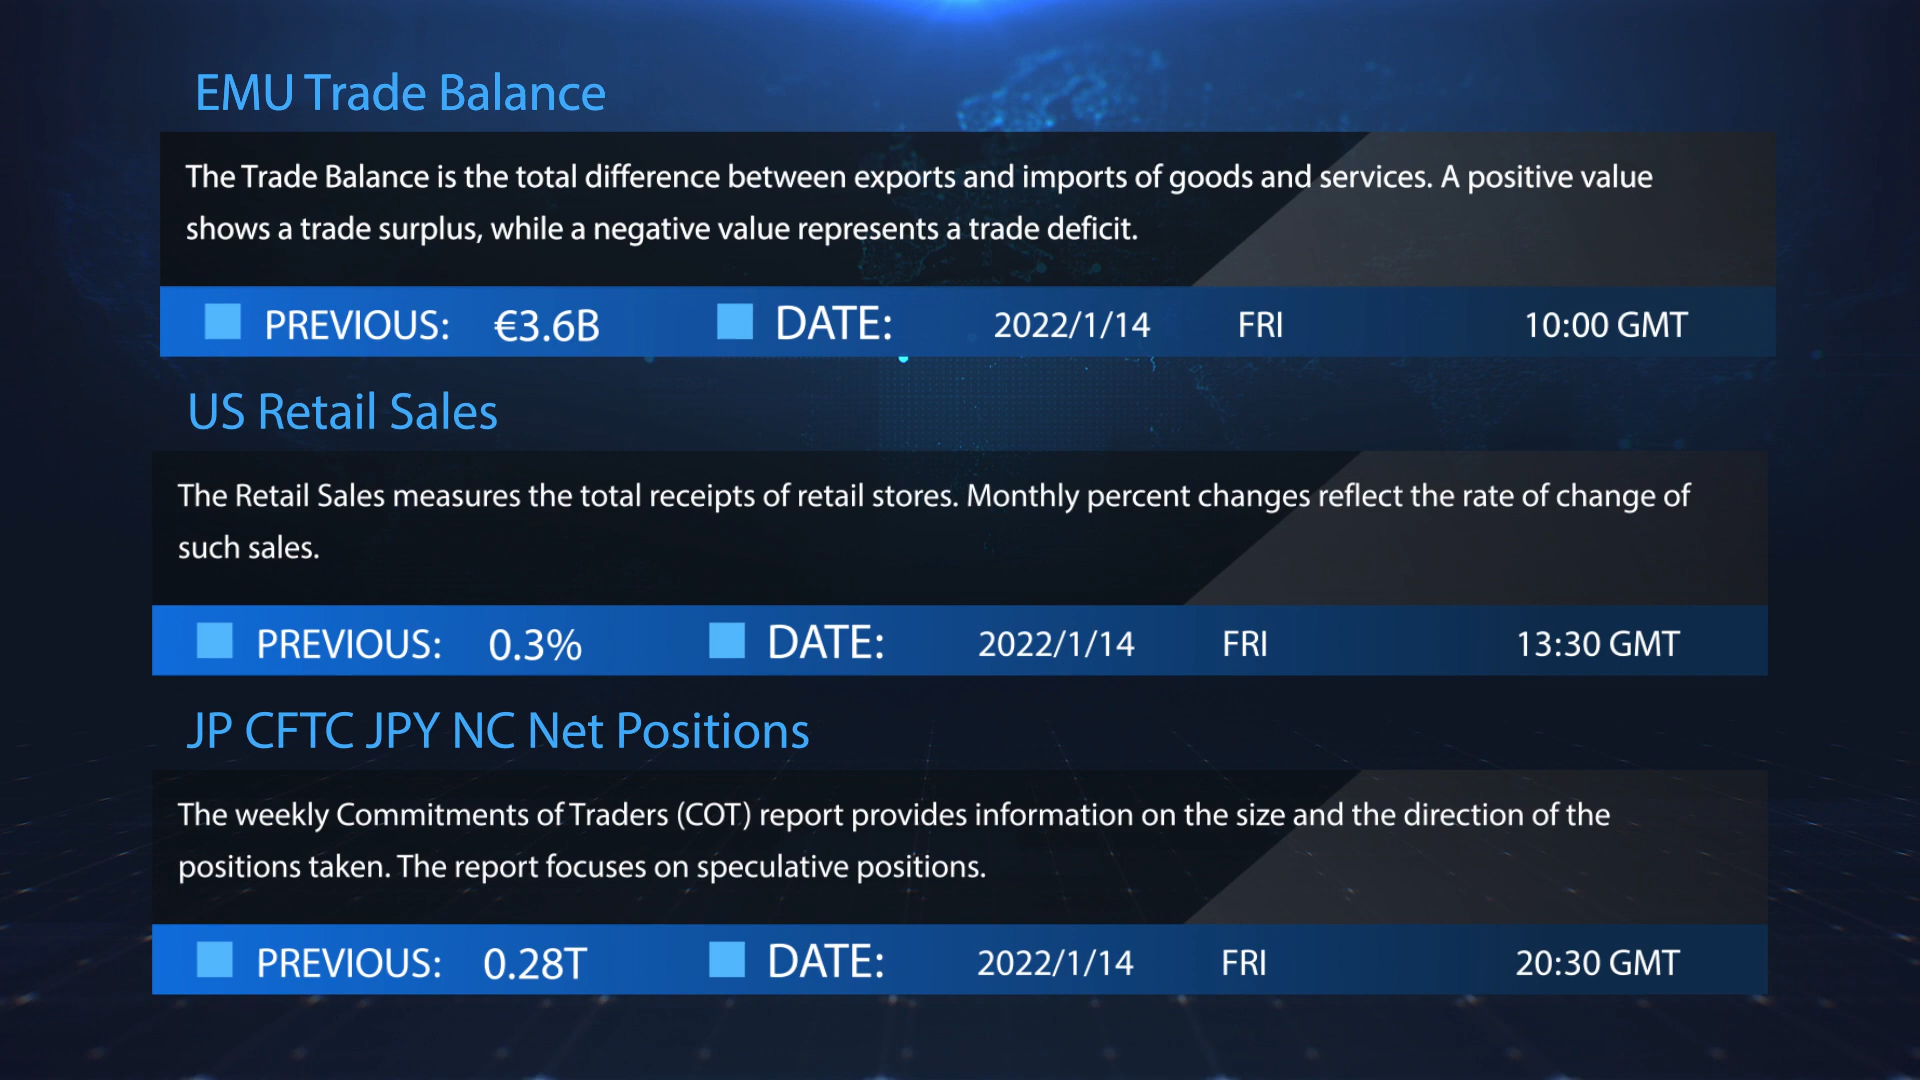 EMU Trade Balance
The Trade Balance is the total difference between exports and imports of goods and services. A positive value
shows a trade surplus, while a negative value represents a trade deficit.
PREVIOUS: €3.6B DATE: 2022/1/14 FRI 10:00 GMT
US Retail Sales
The Retail Sales measures the total receipts of retail stores. Monthly percent changes reflect the rate of change of
such sales.
PREVIOUS: 0.3% DATE: 2022/1/14 FRI 13:30 GMT
JP CFTC JPY NC Net Positions
The weekly Commitments of Traders (COT) report provides information on the size and the direction of the
positions taken. The report focuses on speculative positions.
PREVIOUS: 0.28T DATE: 2022/1/14 FRI 20:30 GMT